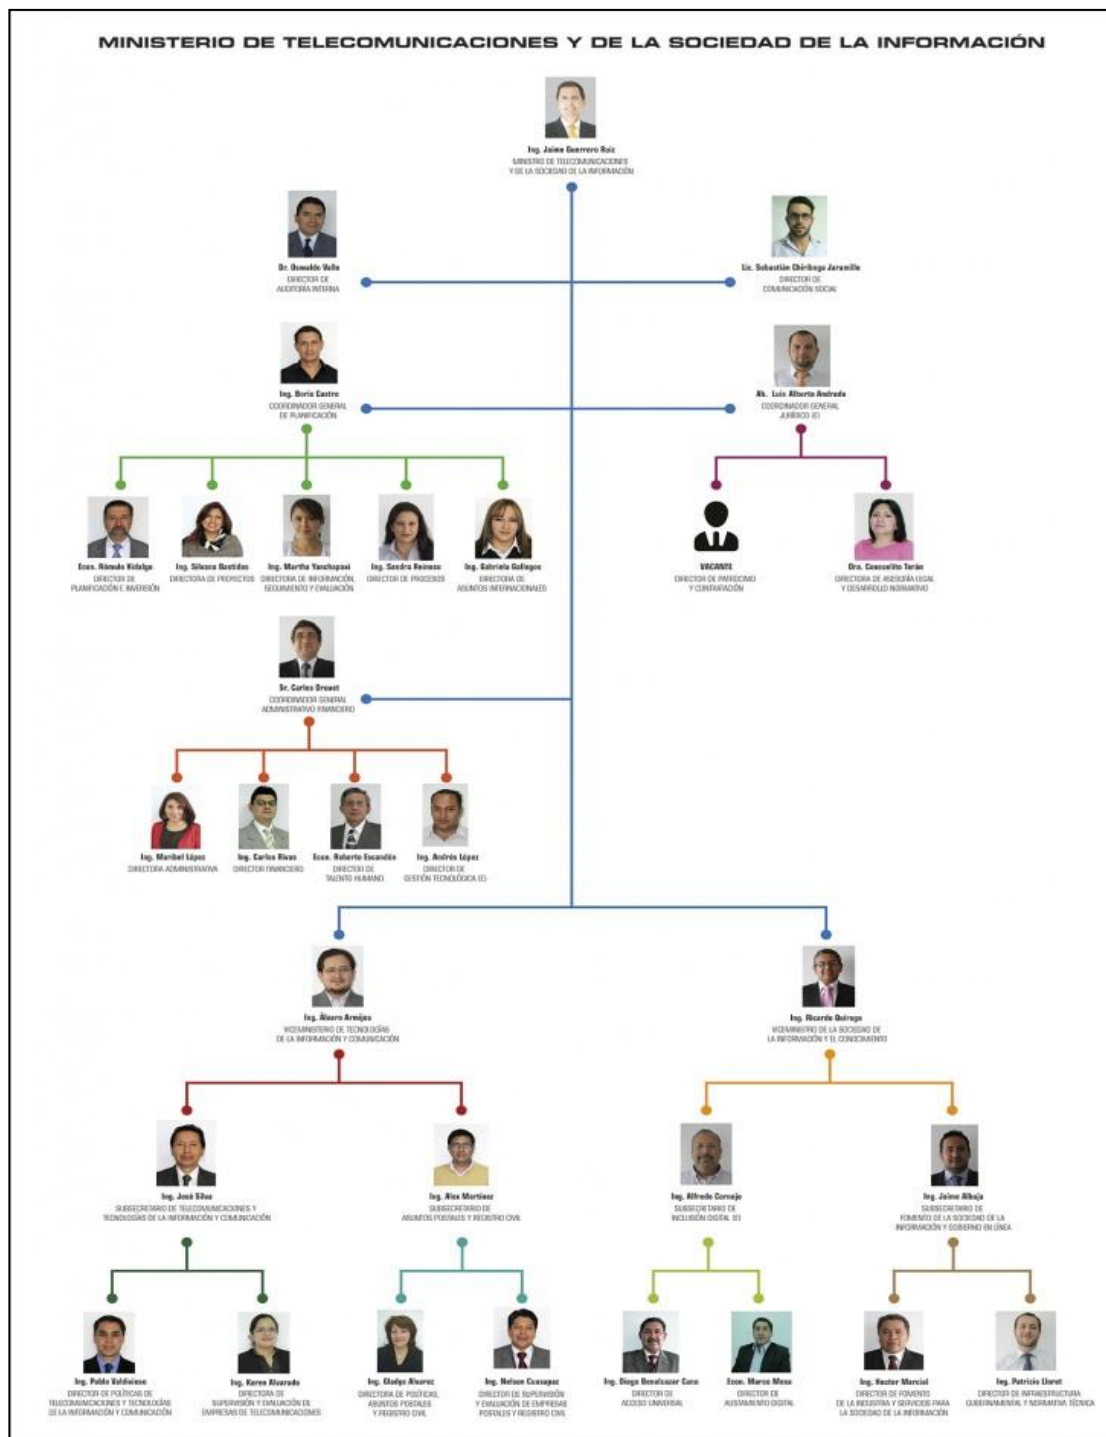 MINISTERIO DE TELECOMUNICACIONES Y DE LA SOCIEDAD DE LA INFORMACIÓN
Ing. Jaime Guerrero Ruiz
MINISTRO DE TELECOMUNICACIONES
Y DE LA SOCIEDAD DE LA INFORMACIÓN
Dr. Oswaldo Valle
DIRECTOR DE
AUDITORÍA INTERNA
Lic. Sebastián Chiriboga Jaramillo
DIRECTOR DE
COMUNICACIÓN SOCIAL
Ing. Boris Castro
COORDINADOR GENERAL
DE PLANIFICACIÓN
Ab. Luis Alberto Andrade
COORDINADOR GENERAL
JURÍDICO (E)
Econ. Rómulo Hidalgo
DIRECTOR DE
PLANIFICACIÓN E INVERSIÓN
Ing. Silvana Bastidas
DIRECTORA DE PROYECTOS
Ing. Martha Yanchapaxi
DIRECTORA DE INFORMACIÓN,
SEGUIMIENTO Y EVALUACIÓN
Ing. Sandra Reinoso
DIRECTOR DE PROCESOS
Ing. Gabriela Gallegos
DIRECTORA DE
ASUNTOS INTERNACIONALES
VACANTE
DIRECTOR DE PATROCINIO
Y CONTRATACIÓN
Dra. Consuelito Terán
DIRECTORA DE ASESORÍA LEGAL
Y DESARROLLO NORMATIVO
Sr. Carlos Drouet
COORDINADOR GENERAL
ADMINISTRATIVO FINANCIERO
Ing. Maribel López
DIRECTORA ADMINISTRATIVA
Ing. Carlos Rivas
DIRECTOR FINANCIERO
Econ. Roberto Escandón
DIRECTOR DE
TALENTO HUMANO
Ing. Andrés López
DIRECTOR DE
GESTIÓN TECNOLÓGICA (E)
Ing. Álvaro Armijos
VICEMINISTERIO DE TECNOLOGÍAS
DE LA INFORMACIÓN Y COMUNICACIÓN
Ing. Ricardo Quiroga
VICEMINISTRO DE LA SOCIEDAD DE
LA INFORMACIÓN Y EL CONOCIMIENTO
Ing. José Silva
SUBSECRETARIO DE TELECOMUNICACIONES Y
TECNOLOGÍAS DE LA INFORMACIÓN Y COMUNICACIÓN
Ing. Alex Martínez
SUBSECRETARIO DE
ASUNTOS POSTALES Y REGISTRO CIVIL
Ing. Alfredo Cornejo
SUBSECRETARIO DE
INCLUSIÓN DIGITAL (E)
Ing. Jaime Albuja
SUBSECRETARIO DE
FOMENTO DE LA SOCIEDAD DE LA
INFORMACIÓN Y GOBIERNO EN LÍNEA
Ing. Pablo Valdivieso
DIRECTOR DE POLÍTICAS DE
TELECOMUNICACIONES Y TECNOLOGÍAS
DE LA INFORMACIÓN Y COMUNICACIÓN
Ing. Karen Alvarado
DIRECTORA DE
SUPERVISIÓN Y EVALUACIÓN DE
EMPRESAS DE TELECOMUNICACIONES
Ing. Gladys Alvarez
DIRECTORA DE POLÍTICAS,
ASUNTOS POSTALES
Y REGISTRO CIVIL
Ing. Nelson Cuasapaz
DIRECTOR DE SUPERVISIÓN
Y EVALUACIÓN DE EMPRESAS
POSTALES Y REGISTRO CIVIL
Ing. Diego Benalcazar Cano
DIRECTOR DE
ACCESO UNIVERSAL
Econ. Marco Mesa
DIRECTOR DE
ALISTAMIENTO DIGITAL
Ing. Nestor Marcial
DIRECTOR DE FOMENTO
DE LA INDUSTRIA Y SERVICIOS PARA
LA SOCIEDAD DE LA INFORMACIÓN
Ing. Patricio Lloret
DIRECTOR DE INFRAESTRUCTURA
GUBERNAMENTAL Y NORMATIVA TÉCNICA